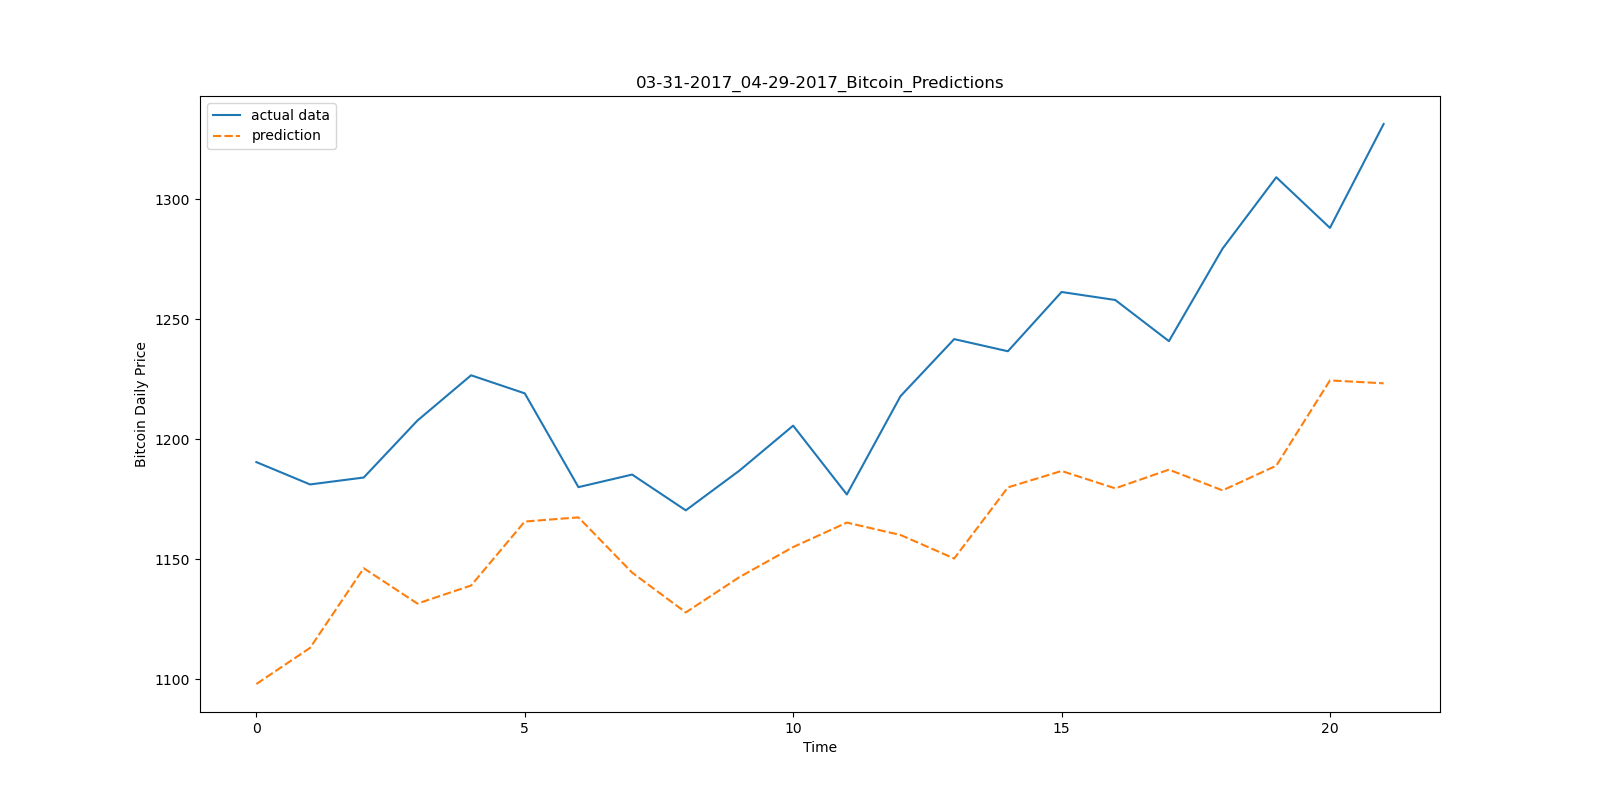 03-31-2017_04-29-2017_Bitcoin_Predictions
actual data
prediction
1300
1250
1200
1150
1100
Bitcoin Daily Price
0 5 10 15 20
Time